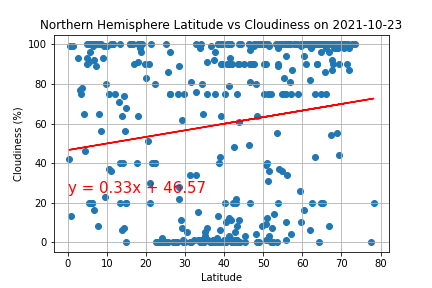 Northern Hemisphere Latitude vs Cloudiness on 2021-10-23
Cloudiness (%)
100
80
60
40
20
0
y = 0.33x + 46.57
0 10 20 30 40 50 60 70 80
Latitude